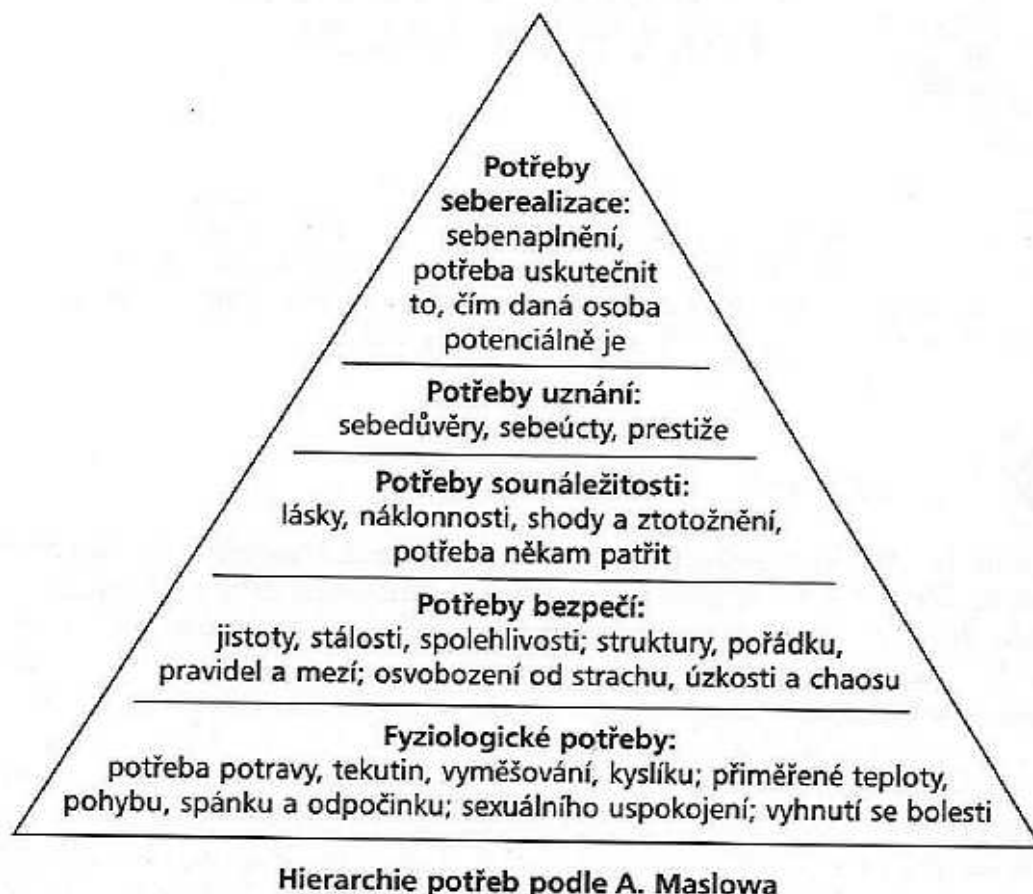 Potřeby
seberealizace:
sebenaplnění,
potřeba uskutečnit
to, čím daná osoba
potenciálně je
Potřeby uznání:
sebedůvěry, sebeúcty, prestiže
Potřeby sounáležitosti:
lásky, náklonnosti, shody a ztotožnění,
potřeba někam patřit
Potřeby bezpečí:
jistoty, stálosti, spolehlivosti; struktury, pořádku,
pravidel a mezí; osvobození od strachu, úzkosti a chaosu
Fyziologické potřeby:
potřeba potravy, tekutin, vyměšování, kyslíku; přiměřené teploty,
pohybu, spánku a odpočinku; sexuálního uspokojení; vyhnutí se bolesti
Hierarchie potřeb podle A. Maslowa